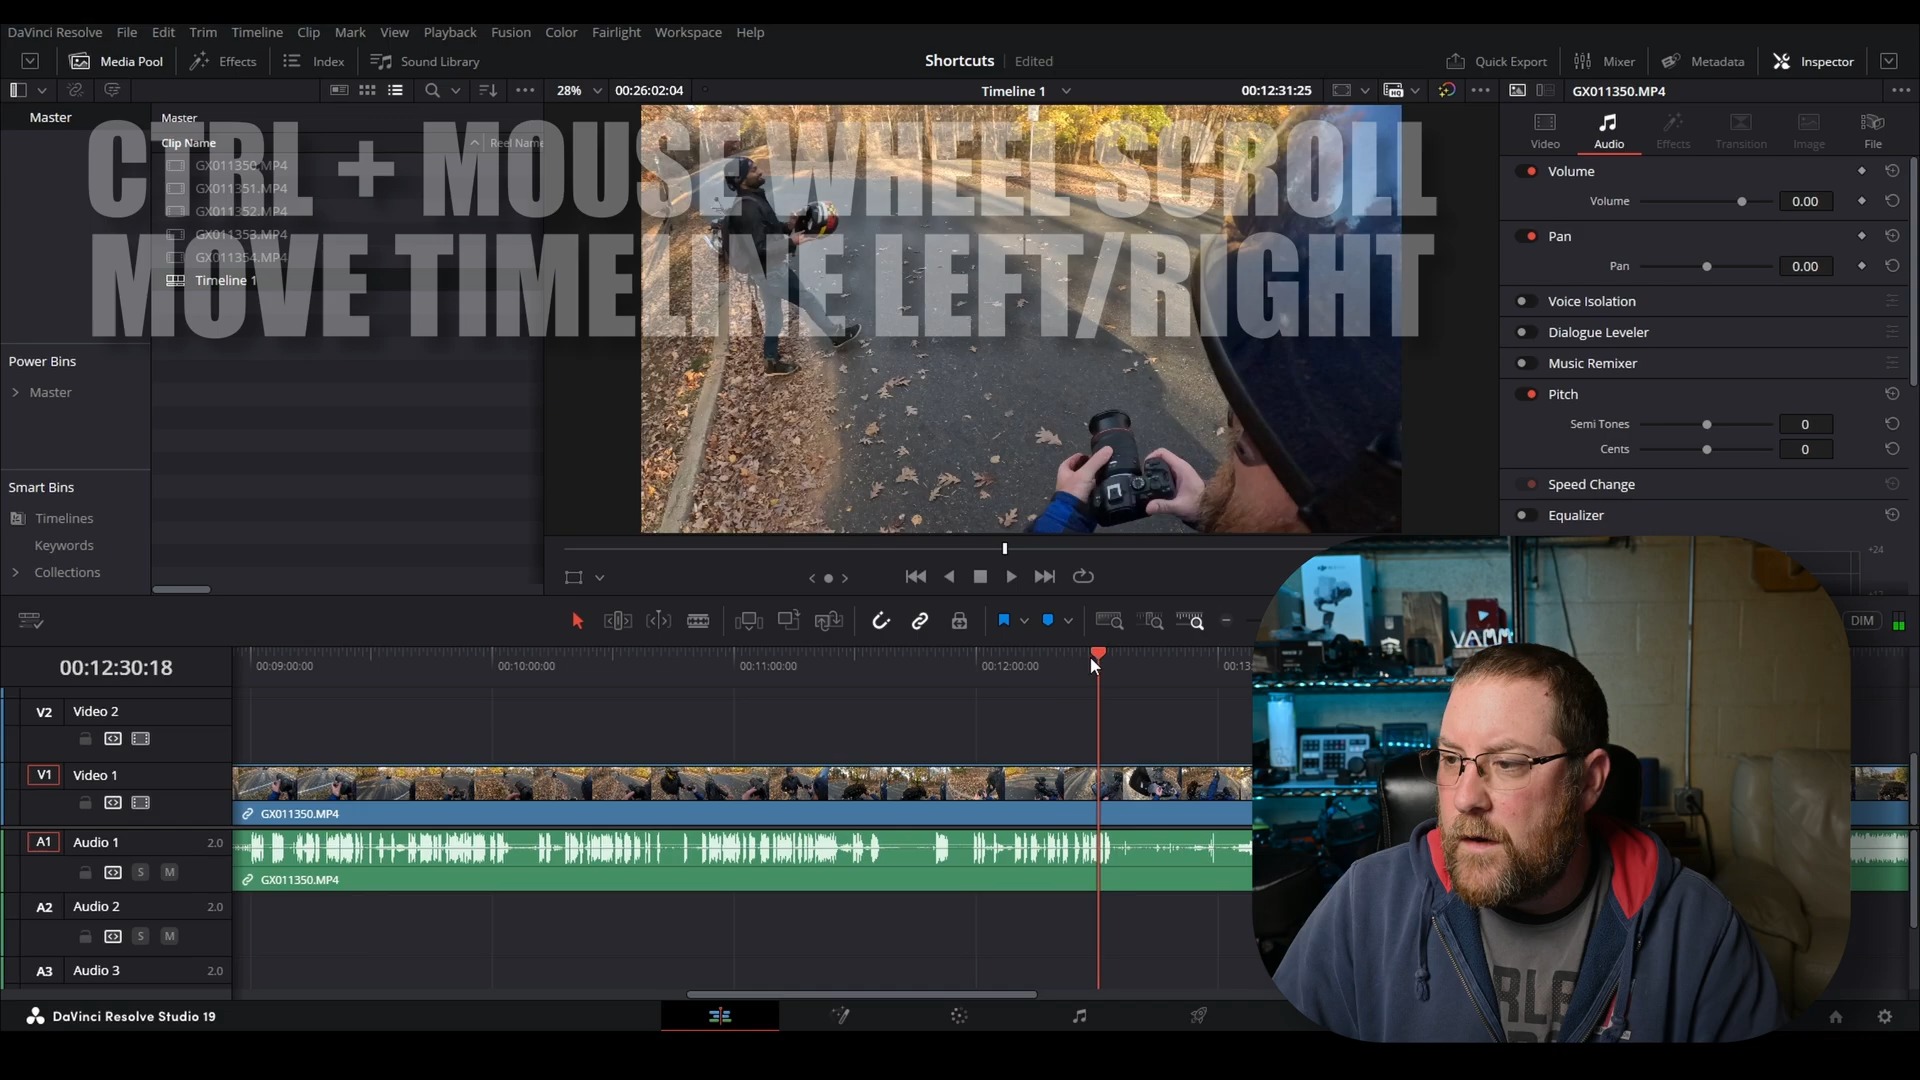 DaVinci Resolve File Edit Trim Timeline Clip Mark View Playback Fusion Color Fairlight Workspace Help
Media Pool Effects Index Sound Library Shortcuts Edited Quick Export Mixer Metadata Inspector
28% 00:26:02:04 Timeline 1 00:12:31:25 GX011350.MP4
Master Master
Clip Name Reel Name
CTRL + MOUSEWHEEL SCROLL
MOVE TIMELINE LEFT/RIGHT
GX011350.MP4
GX011351.MP4
GX011352.MP4
GX011353.MP4
GX011354.MP4
Timeline 1
Power Bins
Master
Smart Bins
Timelines
Keywords
Collections
Video Audio Effects Transition Image File
Volume
Volume 0.00
Pan
Pan 0.00
Voice Isolation
Dialogue Leveler
Music Remixer
Pitch
Semi Tones 0
Cents 0
Speed Change
Equalizer
+24
DIM
00:12:30:18 00:09:00:00 00:10:00:00 00:11:00:00 00:12:00:00 00:13:
V2 Video 2
V1 Video 1
GX011350.MP4
A1 Audio 1 2.0
S M
GX011350.MP4
A2 Audio 2 2.0
S M
A3 Audio 3 2.0
DaVinci Resolve Studio 19